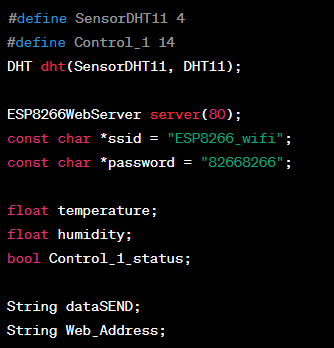 #define SensorDHT11 4
#define Control_1 14
DHT dht(SensorDHT11, DHT11);
ESP8266WebServer server(80);
const char *ssid = "ESP8266_wifi";
const char *password = "82668266";
float temperature;
float humidity;
bool Control_1_status;
String dataSEND;
String Web_Address;